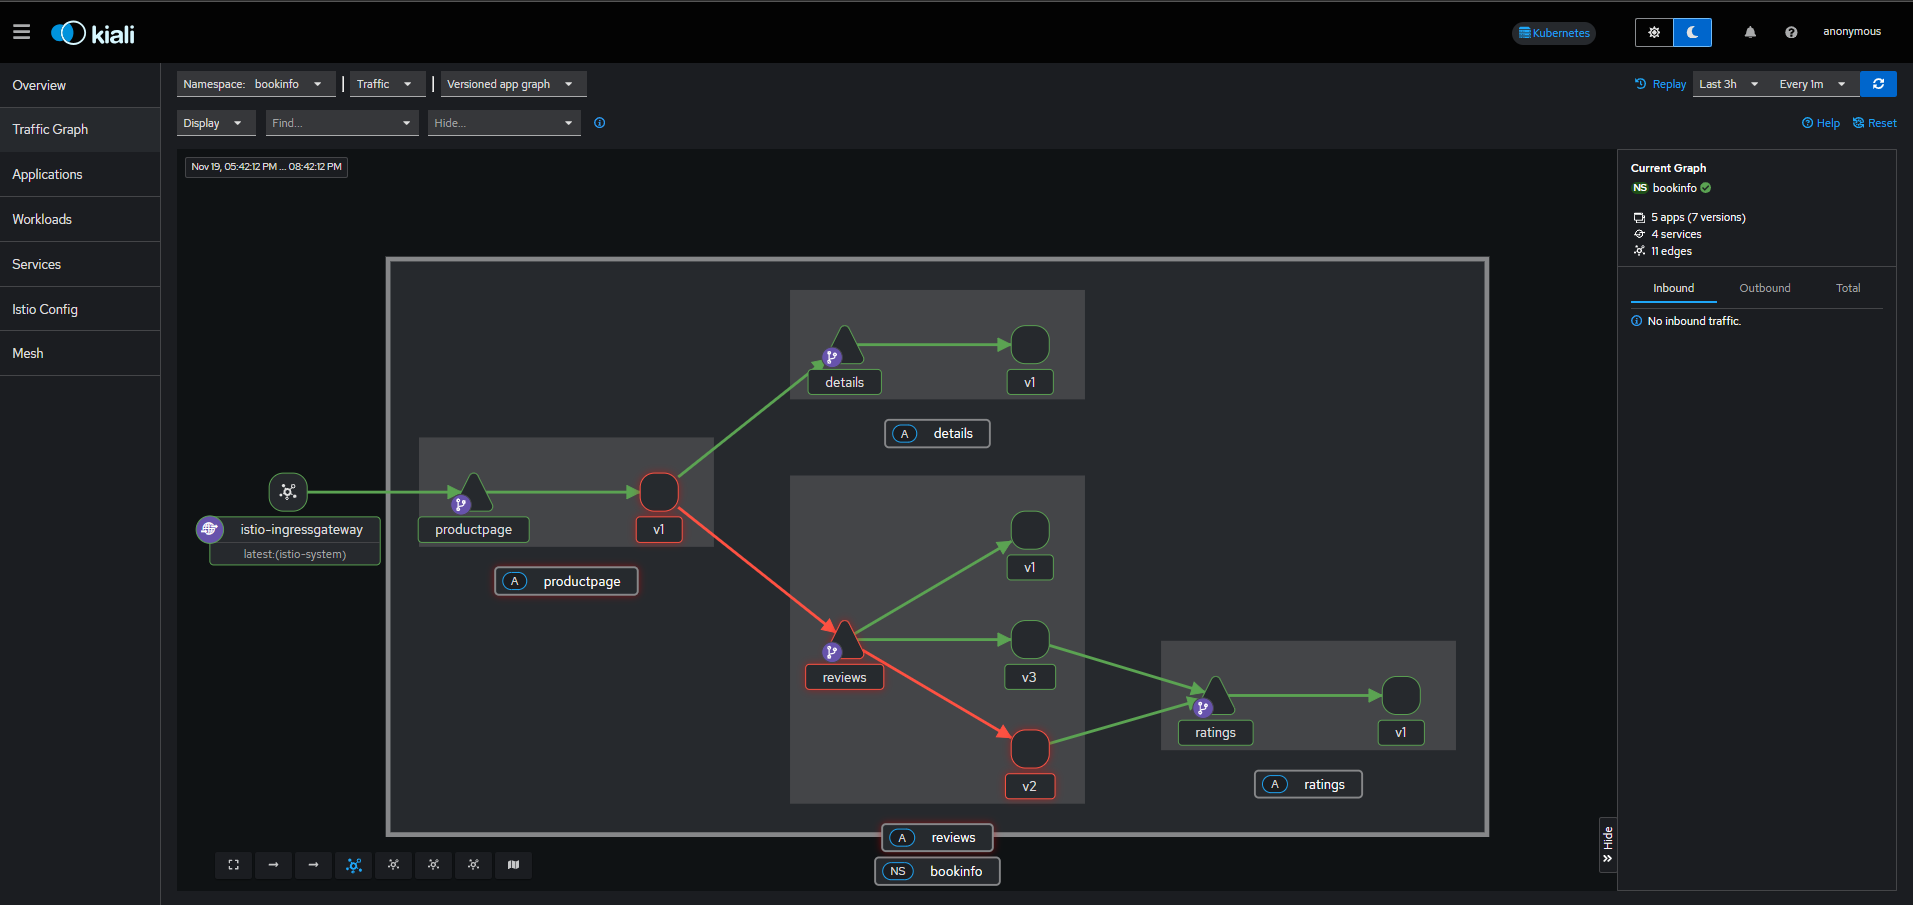 kiali
Kubernetes
anonymous
Overview
Traffic Graph
Applications
Workloads
Services
Istio Config
Mesh
Namespace: bookinfo
Traffic
Versioned app graph
Replay
Last 3h
Every 1m
Display
Find...
Hide...
Help
Reset
Nov 19, 05:42:12 PM ... 08:42:12 PM
details
v1
A details
productpage
v1
istio-ingressgateway
latest:(istio-system)
A productpage
v1
reviews
v3
ratings
v1
v2
A ratings
A reviews
NS bookinfo
Hide
Current Graph
NS bookinfo
5 apps (7 versions)
4 services
11 edges
Inbound
Outbound
Total
No inbound traffic.